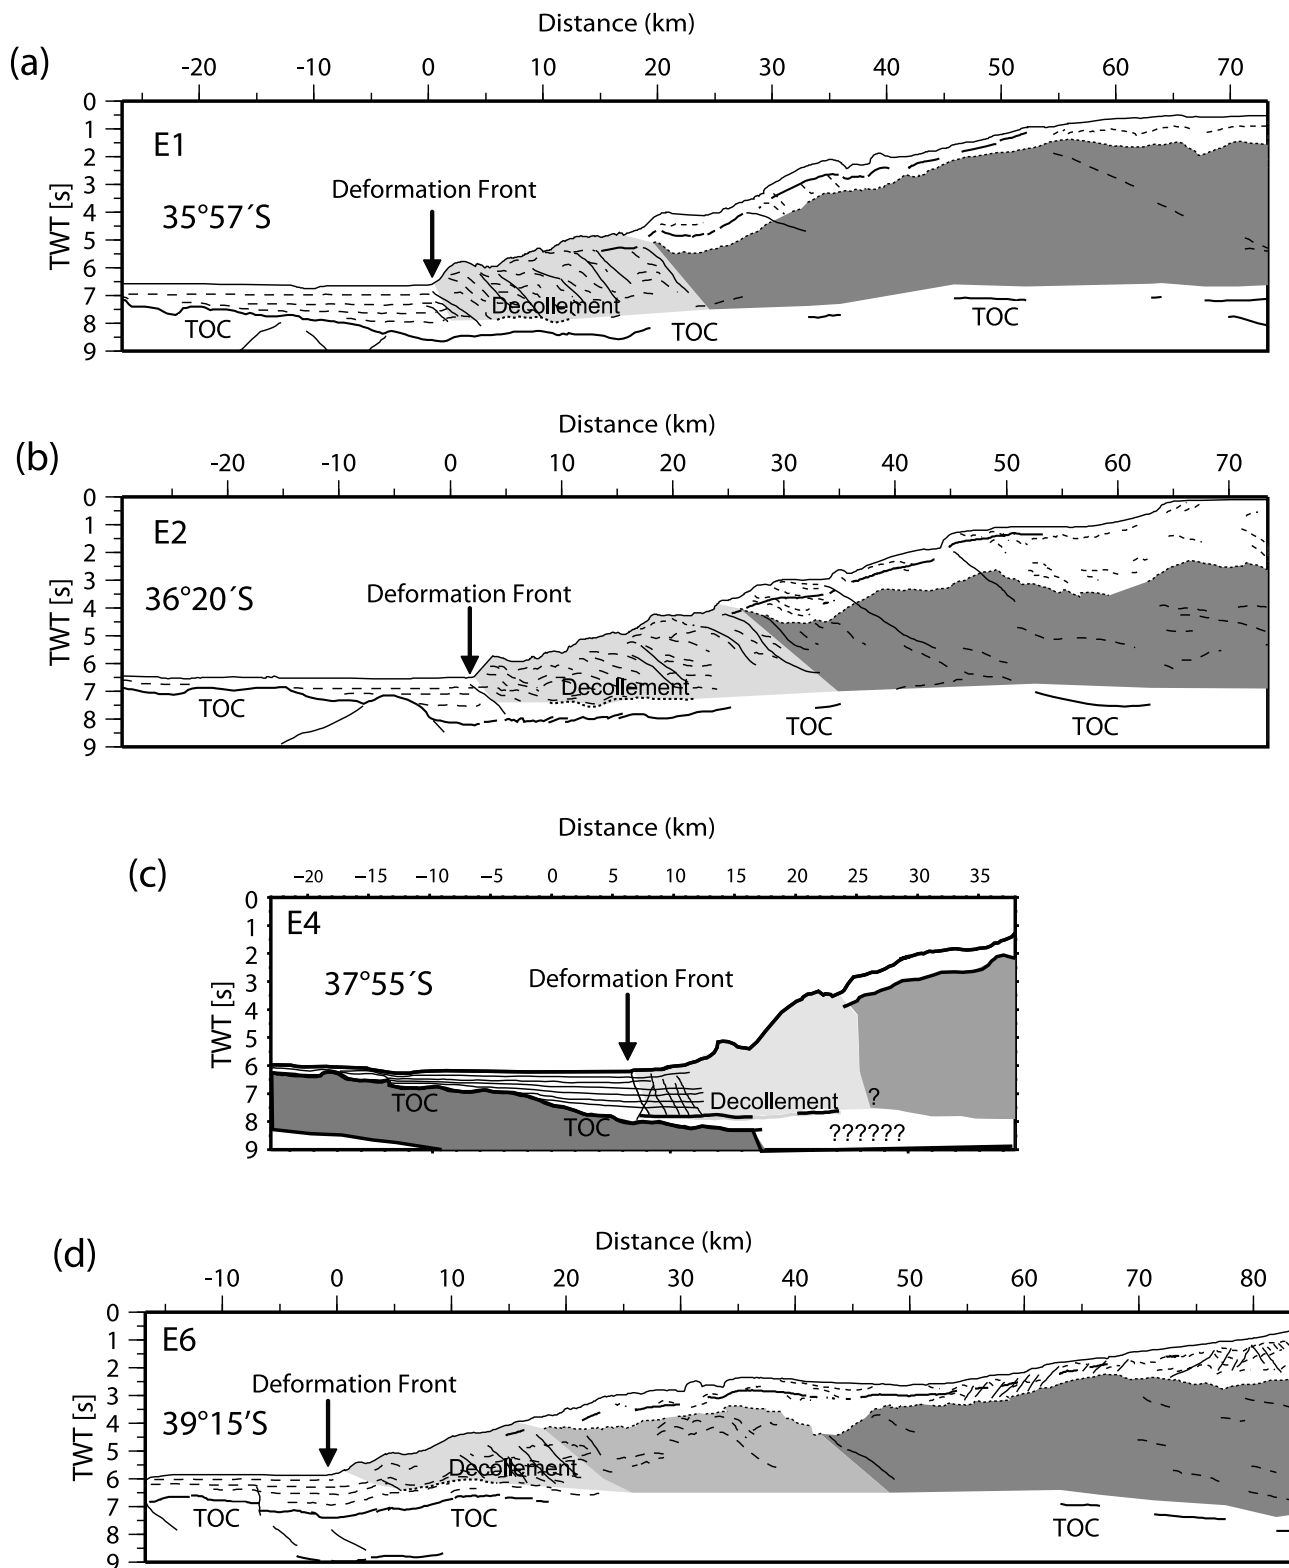 Distance (km)
(a)
-20 -10 0 10 20 30 40 50 60 70
0
1
2
3
4
5
6
7
8
9
TWT [s]
E1
35°57´S
Deformation Front
Decollement
TOC
TOC
TOC
Distance (km)
(b)
-20 -10 0 10 20 30 40 50 60 70
0
1
2
3
4
5
6
7
8
9
TWT [s]
E2
36°20´S
Deformation Front
Decollement
TOC
TOC
TOC
Distance (km)
(c)
−20 −15 −10 −5 0 5 10 15 20 25 30 35
0
1
2
3
4
5
6
7
8
9
TWT [s]
E4
37°55´S
Deformation Front
Decollement
?
TOC
TOC
??????
Distance (km)
(d)
-10 0 10 20 30 40 50 60 70 80
0
1
2
3
4
5
6
7
8
9
TWT [s]
E6
Deformation Front
39°15′S
Decollement
TOC
TOC
TOC